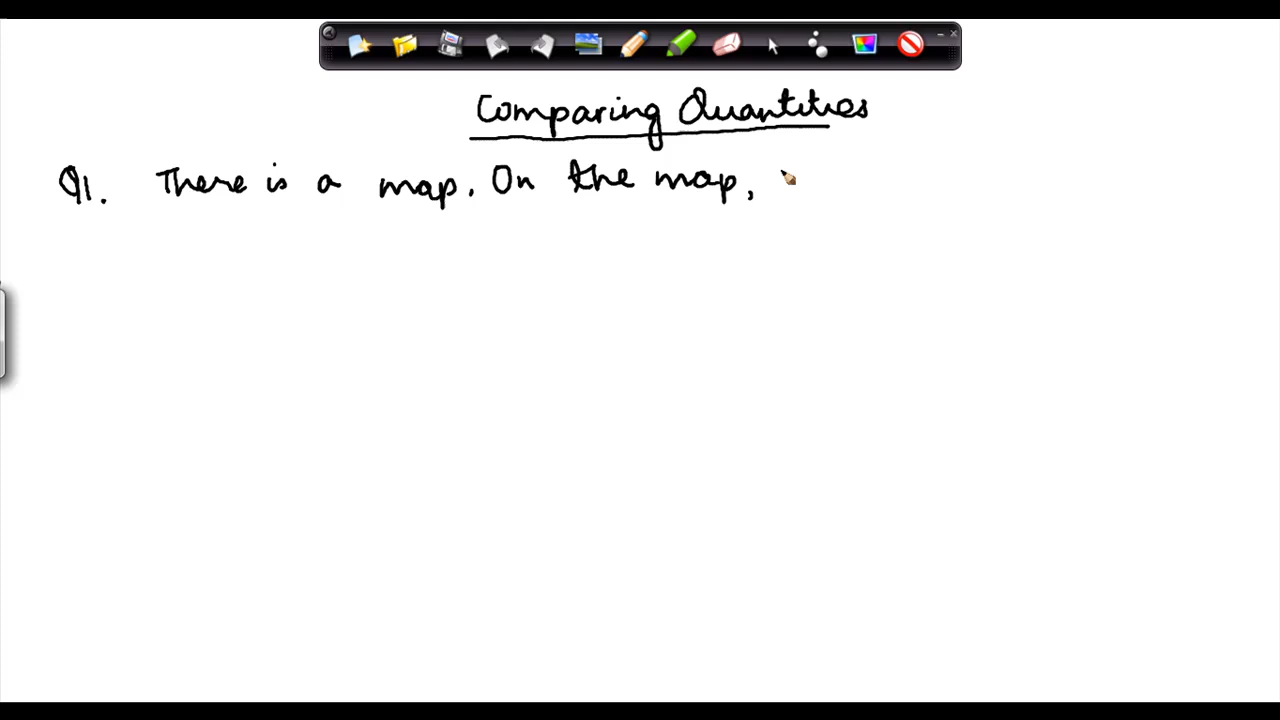 Comparing Quantities
Q1. There is a map. On the map,